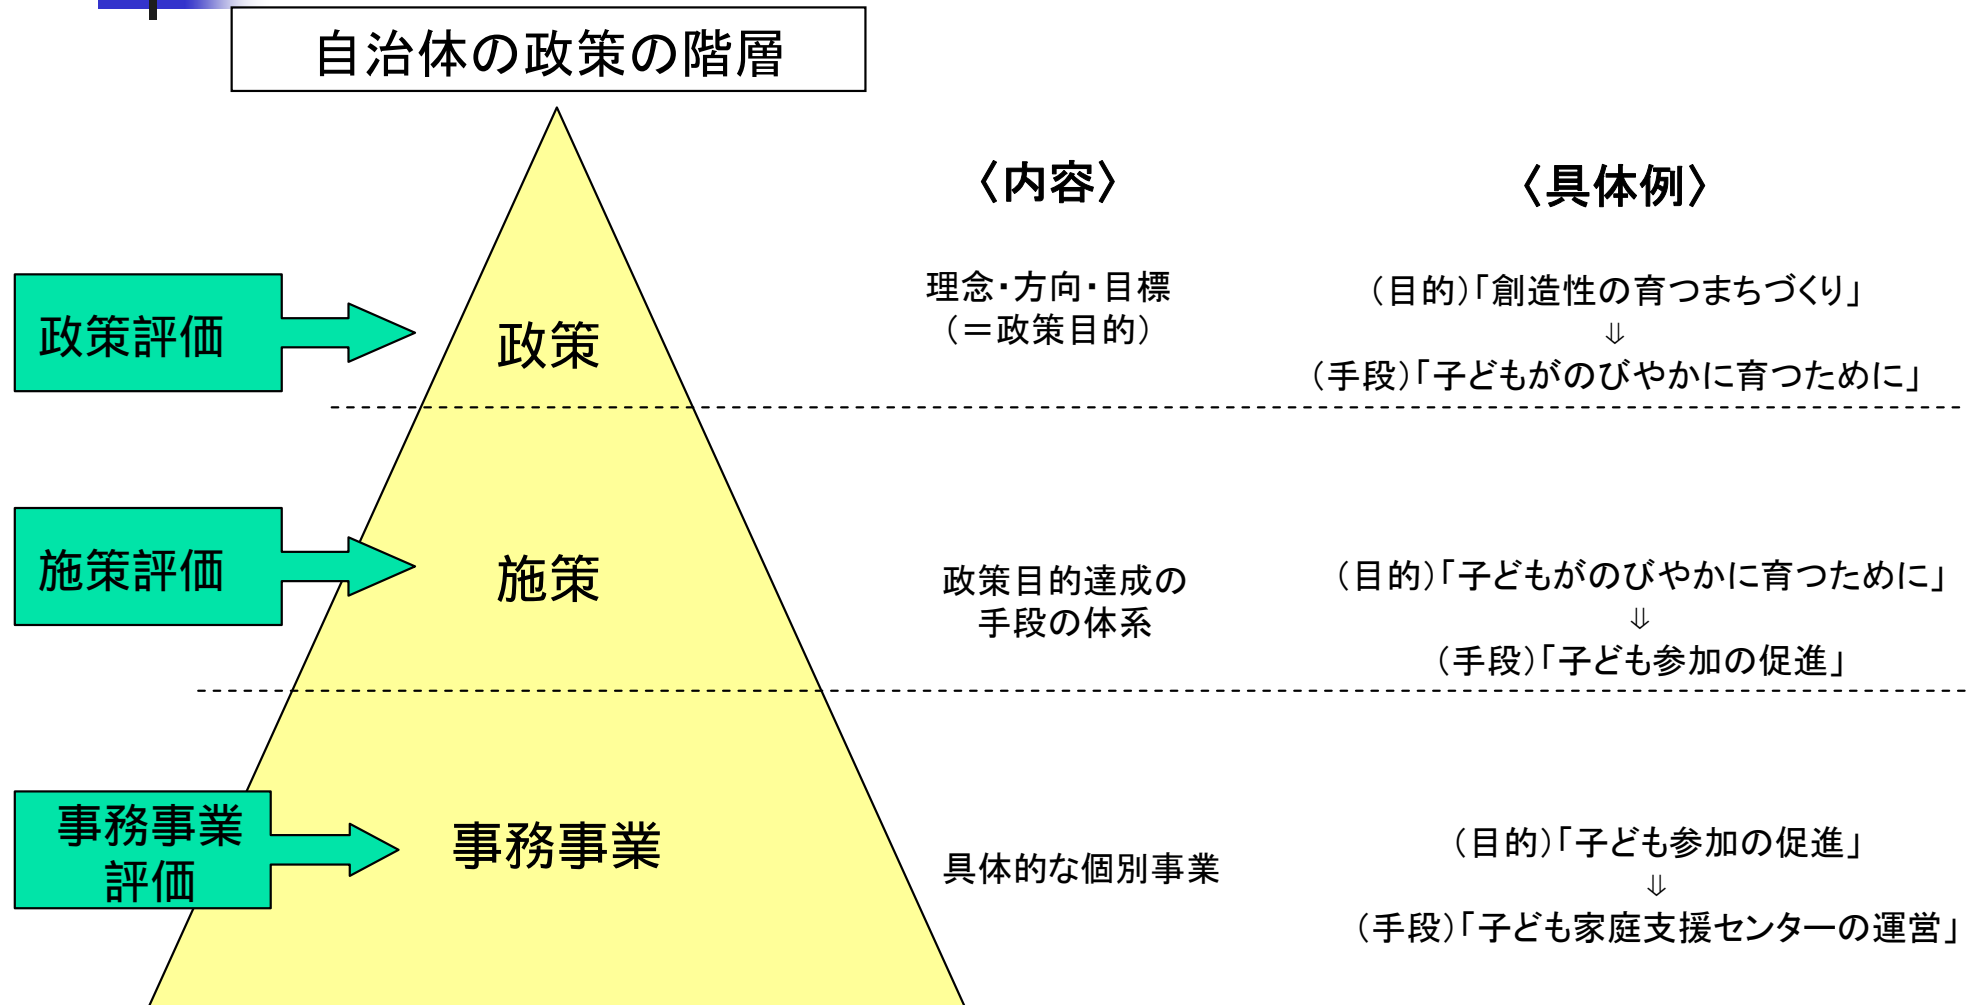 自治体の政策の階層
〈内容〉
〈具体例〉
政策評価
政策
理念・方向・目標
（＝政策目的）
（目的）「創造性の育つまちづくり」
⇓
（手段）「子どもがのびやかに育つために」
施策評価
施策
政策目的達成の
手段の体系
（目的）「子どもがのびやかに育つために」
⇓
（手段）「子ども参加の促進」
事務事業
評価
事務事業
具体的な個別事業
（目的）「子ども参加の促進」
⇓
（手段）「子ども家庭支援センターの運営」